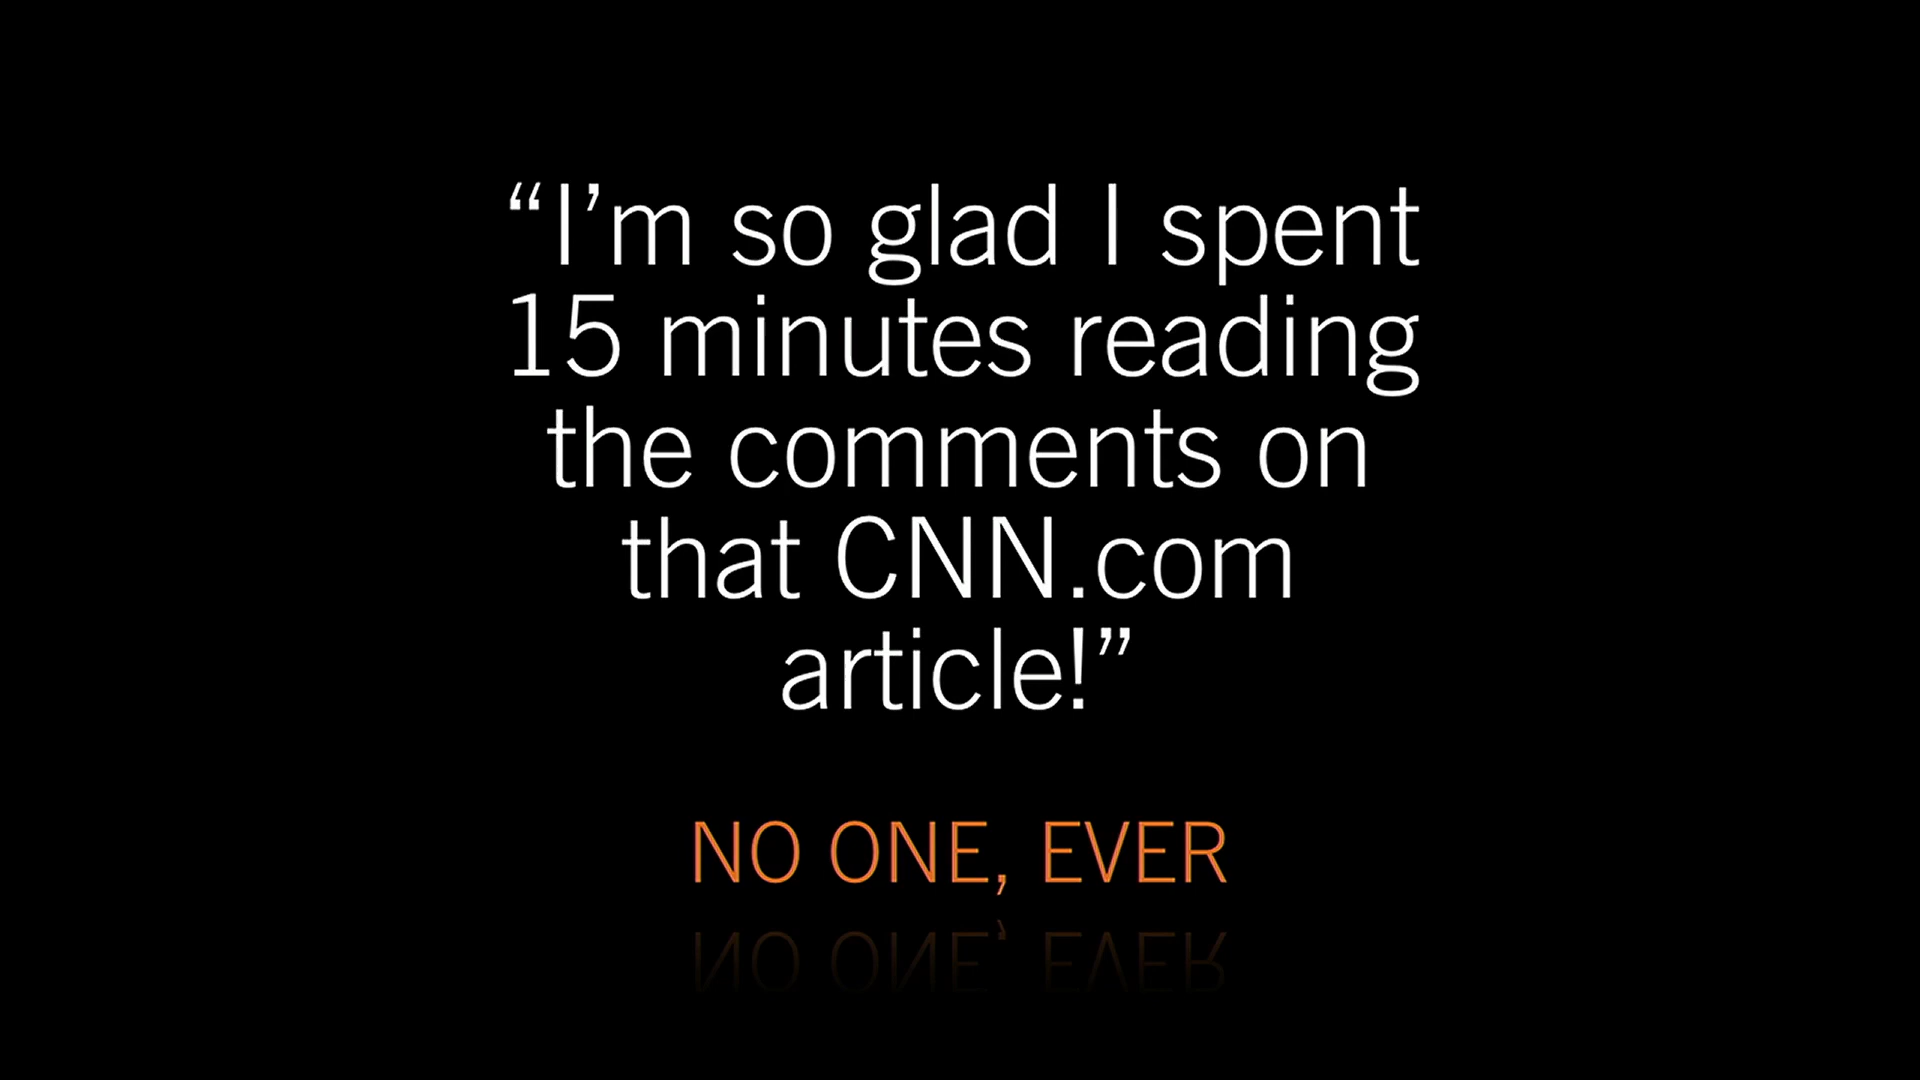 “I’m so glad I spent
15 minutes reading
the comments on
that CNN.com
article!”
NO ONE, EVER